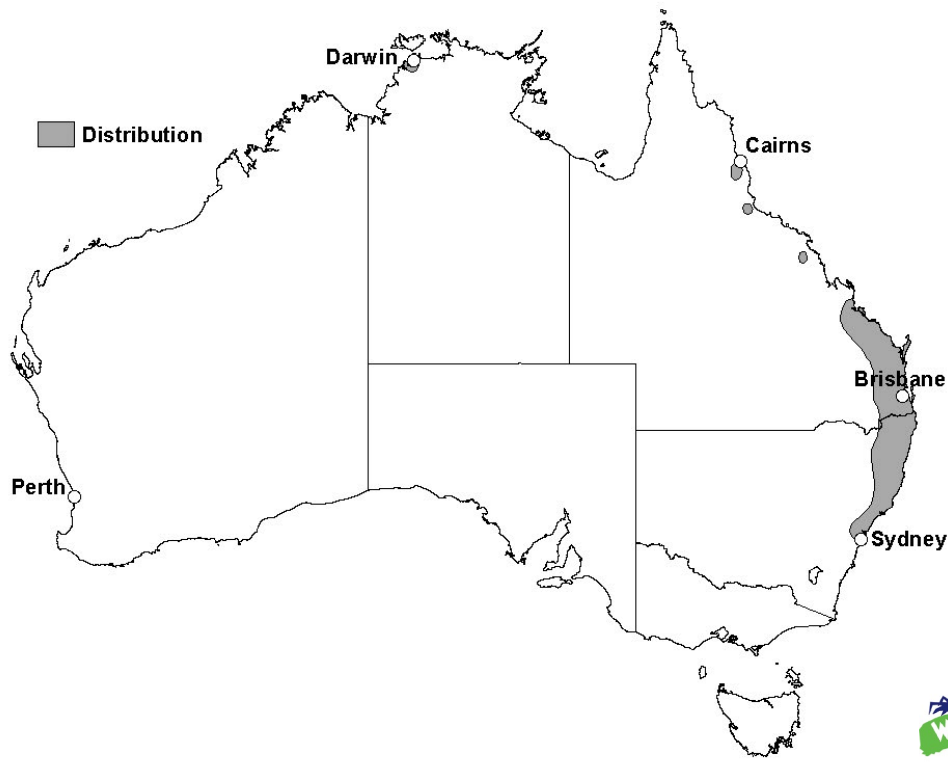 Darwin
Distribution
Cairns
Brisbane
Perth
Sydney
W